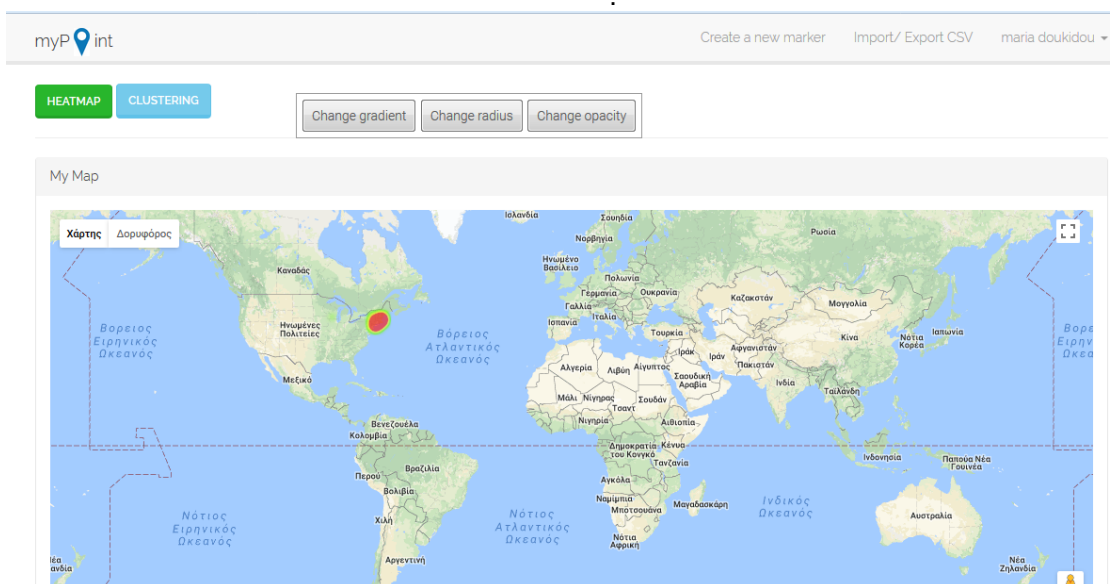 myP int
Create a new marker
Import/ Export CSV
maria doukidou
HEATMAP
CLUSTERING
Change gradient
Change radius
Change opacity
My Map
Χάρτης
Δορυφόρος
Ισλανδία
Σουηδία
Νορβηγία
Ρωσία
Ηνωμένο
Βασίλειο
Καναδάς
Πολωνία
Γερμανία
Ουκρανία
Γαλλία
Καζακστάν
Μογγολία
Ισπανία
Ιταλία
Τουρκία
Ηνωμένες
Πολιτείες
Βόρειος
Ειρηνικός
Ωκεανός
Βόρειος
Ατλαντικός
Ωκεανός
Κίνα
Νότια
Κορέα
Ιαπωνία
Ιράκ
Ιράν
Αφγανιστάν
Πακιστάν
Αλγερία
Λιβύη
Αίγυπτος
Σαουδική
Αραβία
Ινδία
Ταϊλάνδη
Μεξικό
Μάλι
Νίγηρας
Τσαντ
Σουδάν
Νιγηρία
Αιθιοπία
Βενεζουέλα
Κολομβία
Δημοκρατία
του Κονγκό
Κένυα
Τανζανία
Ινδονησία
Παπούα Νέα
Γουινέα
Περού
Βραζιλία
Βολιβία
Αγκόλα
Ναμίμπια
Μποτσουάνα
Μαγαδασκάρη
Ινδικός
Ωκεανός
Νότιος
Ειρηνικός
Ωκεανός
Χιλή
Νότιος
Ατλαντικός
Ωκεανός
Νότια
Αφρική
Αυστραλία
Αργεντινή
Νέα
Ζηλανδία